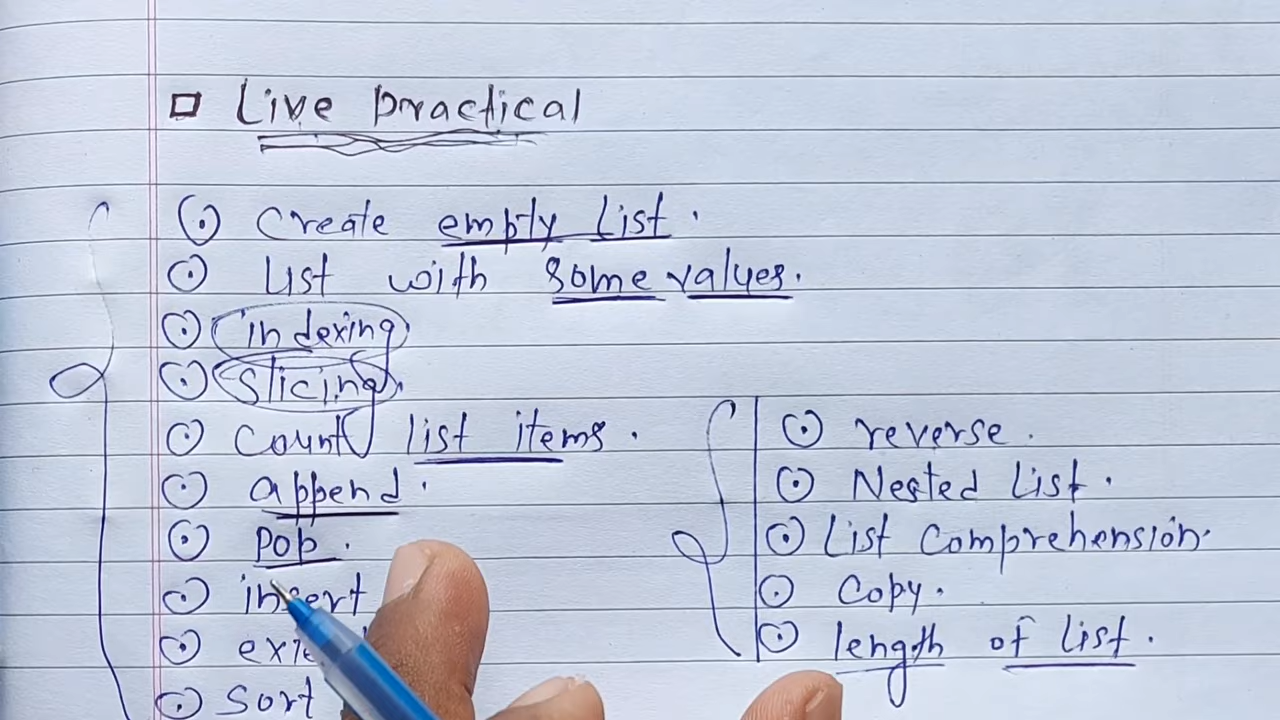 Live Practical
Create empty List.
List with some values.
indexing
Slicing.
Count list items.
append.
Pop.
insert
Sort
reverse.
Nested List.
List Comprehension.
Copy.
length of list.